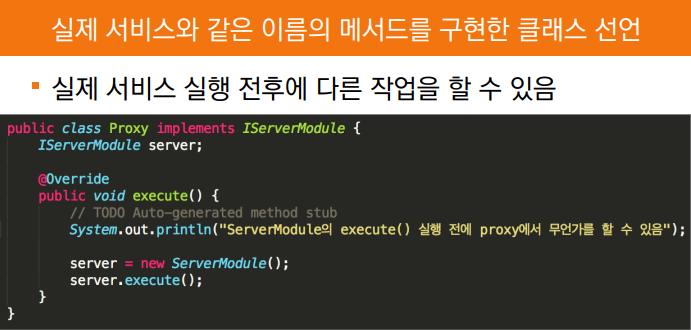 실제 서비스와 같은 이름의 메서드를 구현한 클래스 선언
실제 서비스 실행 전후에 다른 작업을 할 수 있음
public class Proxy implements IServerModule {
    IServerModule server;

    @Override
    public void execute() {
        // TODO Auto-generated method stub
        System.out.println("ServerModule의 execute() 실행 전에 proxy에서 무언가를 할 수 있음");

        server = new ServerModule();
        server.execute();
    }
}